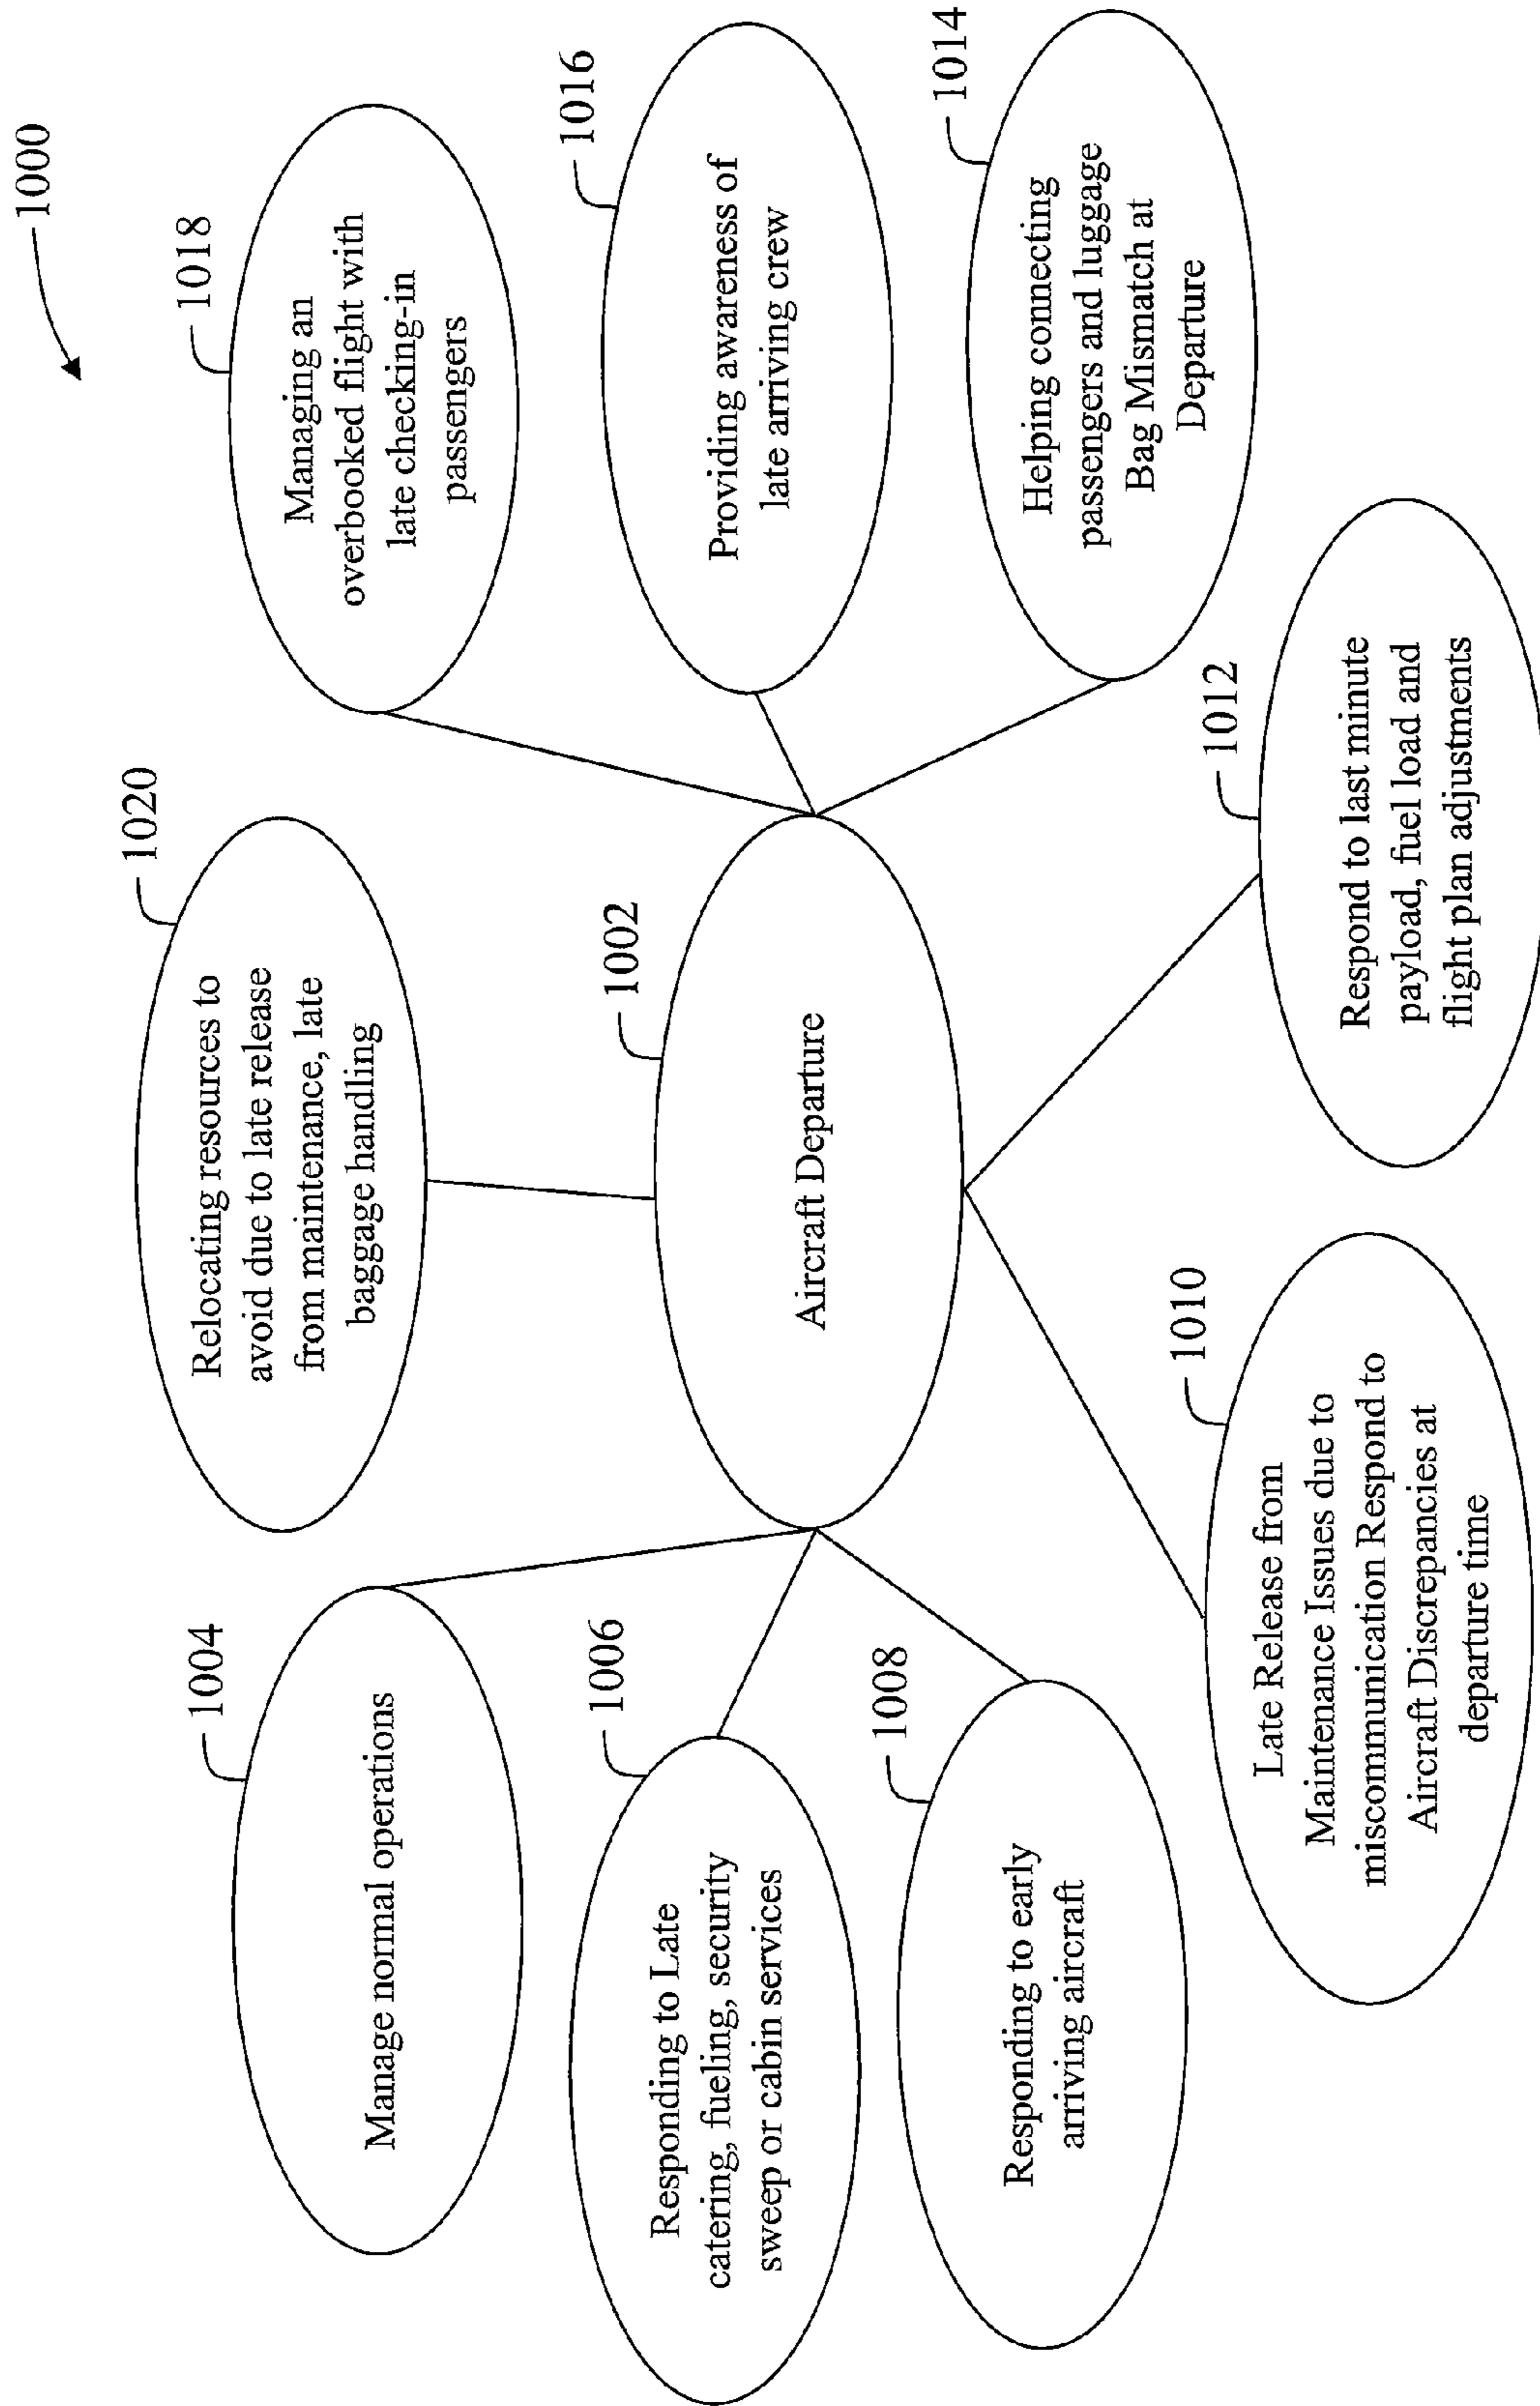 1000
1004
Manage normal operations
1020
Relocating resources to
avoid due to late release
from maintenance, late
baggage handling
1018
Managing an
overbooked flight with
late checking-in
passengers
1006
Responding to Late
catering, fueling, security
sweep or cabin services
1002
Aircraft Departure
1016
Providing awareness of
late arriving crew
1008
Responding to early
arriving aircraft
1014
Helping connecting
passengers and luggage
Bag Mismatch at
Departure
1010
Late Release from
Maintenance Issues due to
miscommunication Respond to
Aircraft Discrepancies at
departure time
1012
Respond to last minute
payload, fuel load and
flight plan adjustments